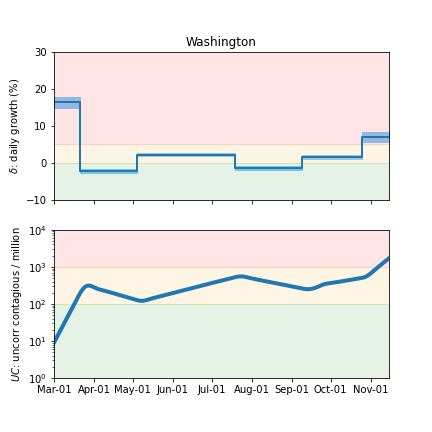 Washington
δ: daily growth (%)
30
20
10
0
−10
UC: uncorr contagious / million
10⁴
10³
10²
10¹
10⁰
Mar-01 Apr-01 May-01 Jun-01 Jul-01 Aug-01 Sep-01 Oct-01 Nov-01